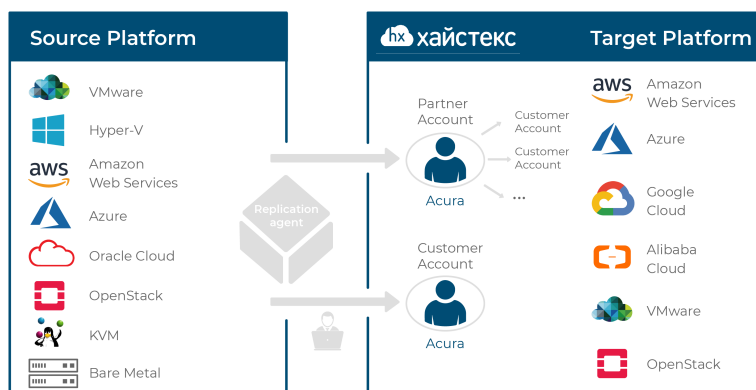 Source Platform
VMware
Hyper-V
aws
Amazon
Web Services
Azure
Oracle Cloud
OpenStack
KVM
Bare Metal
Replication
agent
hx хайстекс
Target Platform
Partner
Account
Customer
Account
Customer
Account
...
Acura
Customer
Account
Acura
aws
Amazon
Web Services
Azure
Google
Cloud
Alibaba
Cloud
VMware
OpenStack